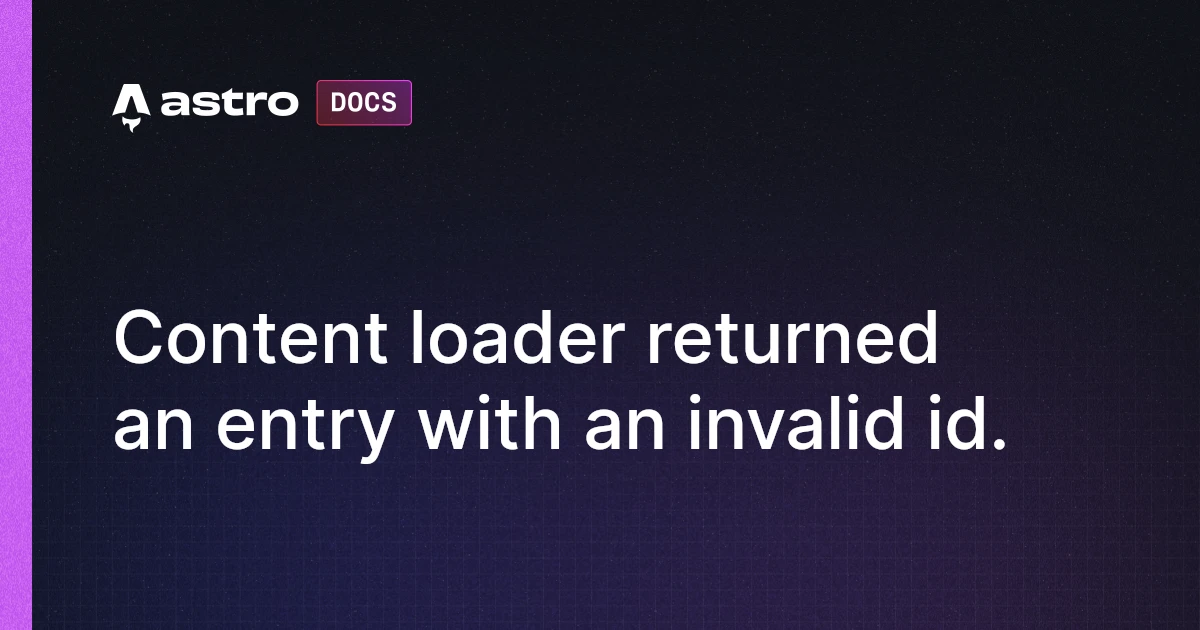 astro DOCS
Content loader returned
an entry with an invalid id.